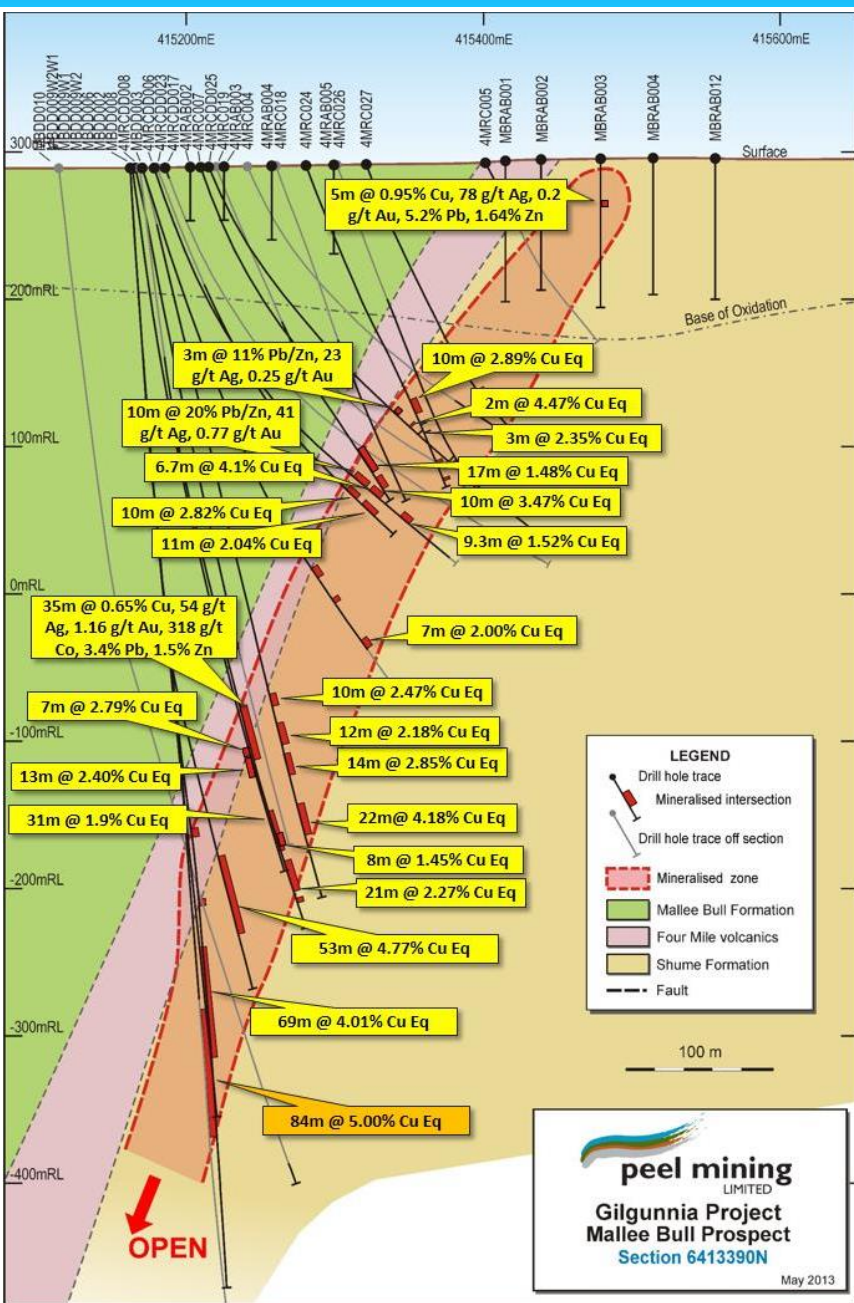 415200mE
415400mE
415600mE
MBDD010
MBDD009W2W1
MBDD009W1
MBDD009W2
MBDD009
MBDD008
4MRCDD008
MBDD003
4MRCDD006
4MRCDD023
4MRCDD017
4MRAB002
4MRC007
4MRCDD025
4MRC019
4MRAB003
4MRC004
4MRAB004
4MRC018
4MRC024
4MRAB005
4MRC026
4MRC027
4MRC005
MBRAB001
MBRAB002
MBRAB003
MBRAB004
MBRAB012
300mRL
Surface
5m @ 0.95% Cu, 78 g/t Ag, 0.2
g/t Au, 5.2% Pb, 1.64% Zn
200mRL
Base of Oxidation
3m @ 11% Pb/Zn, 23
g/t Ag, 0.25 g/t Au
10m @ 2.89% Cu Eq
2m @ 4.47% Cu Eq
10m @ 20% Pb/Zn, 41
g/t Ag, 0.77 g/t Au
3m @ 2.35% Cu Eq
100mRL
6.7m @ 4.1% Cu Eq
17m @ 1.48% Cu Eq
10m @ 3.47% Cu Eq
10m @ 2.82% Cu Eq
11m @ 2.04% Cu Eq
9.3m @ 1.52% Cu Eq
0mRL
35m @ 0.65% Cu, 54 g/t
Ag, 1.16 g/t Au, 318 g/t
Co, 3.4% Pb, 1.5% Zn
7m @ 2.00% Cu Eq
10m @ 2.47% Cu Eq
7m @ 2.79% Cu Eq
12m @ 2.18% Cu Eq
-100mRL
14m @ 2.85% Cu Eq
13m @ 2.40% Cu Eq
31m @ 1.9% Cu Eq
22m@ 4.18% Cu Eq
8m @ 1.45% Cu Eq
-200mRL
21m @ 2.27% Cu Eq
53m @ 4.77% Cu Eq
69m @ 4.01% Cu Eq
-300mRL
84m @ 5.00% Cu Eq
-400mRL
OPEN
LEGEND
Drill hole trace
Mineralised intersection
Drill hole trace off section
Mineralised zone
Mallee Bull Formation
Four Mile volcanics
Shume Formation
Fault
100 m
peel mining
LIMITED
Gilgunnia Project
Mallee Bull Prospect
Section 6413390N
May 2013